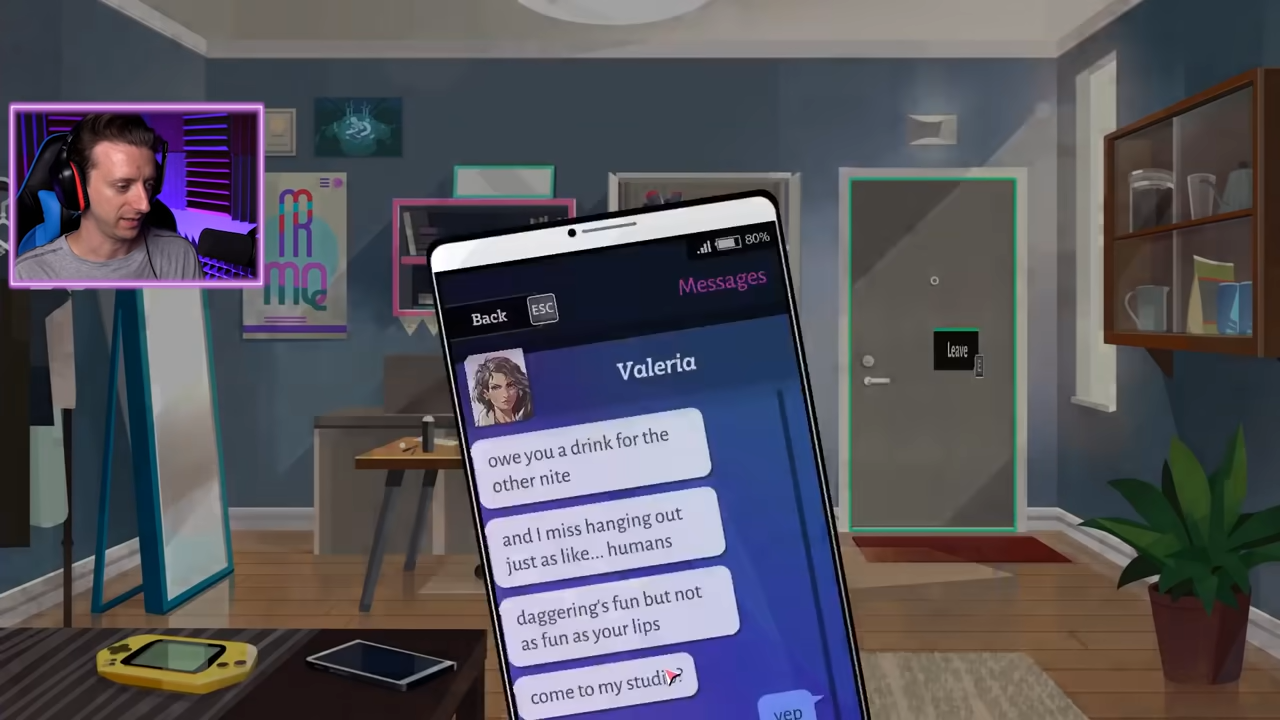 80%
Messages
Back
ESC
Valeria
owe you a drink for the
other nite
and I miss hanging out
just as like... humans
daggering's fun but not
as fun as your lips
come to my studio?
yep
Leave